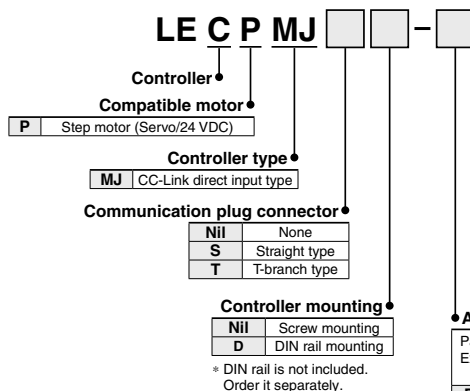 LE C P MJ –
Controller
Compatible motor
P Step motor (Servo/24 VDC)
Controller type
MJ CC-Link direct input type
Communication plug connector
Nil None
S Straight type
T T-branch type
Controller mounting
Nil Screw mounting
D DIN rail mounting
* DIN rail is not included.
Order it separately.